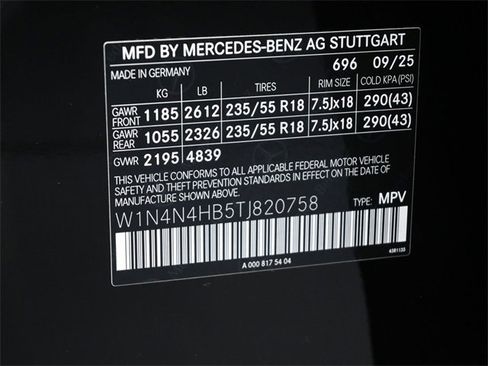 MFD BY MERCEDES-BENZ AG STUTTGART
696 09/25
MADE IN GERMANY
KG LB TIRES RIM SIZE COLD KPA (PSI)
GAWR FRONT 1185 2612 235/55 R18 7.5Jx18 290(43)
GAWR REAR 1055 2326 235/55 R18 7.5Jx18 290(43)
GVWR 2195 4839
THIS VEHICLE CONFORMS TO ALL APPLICABLE FEDERAL MOTOR VEHICLE
SAFETY AND THEFT PREVENTION STANDARDS IN EFFECT ON THE DATE
OF MANUFACTURE SHOWN ABOVE.
W1N4N4HB5TJ820758 TYPE: MPV
A 000 817 54 04
4381133